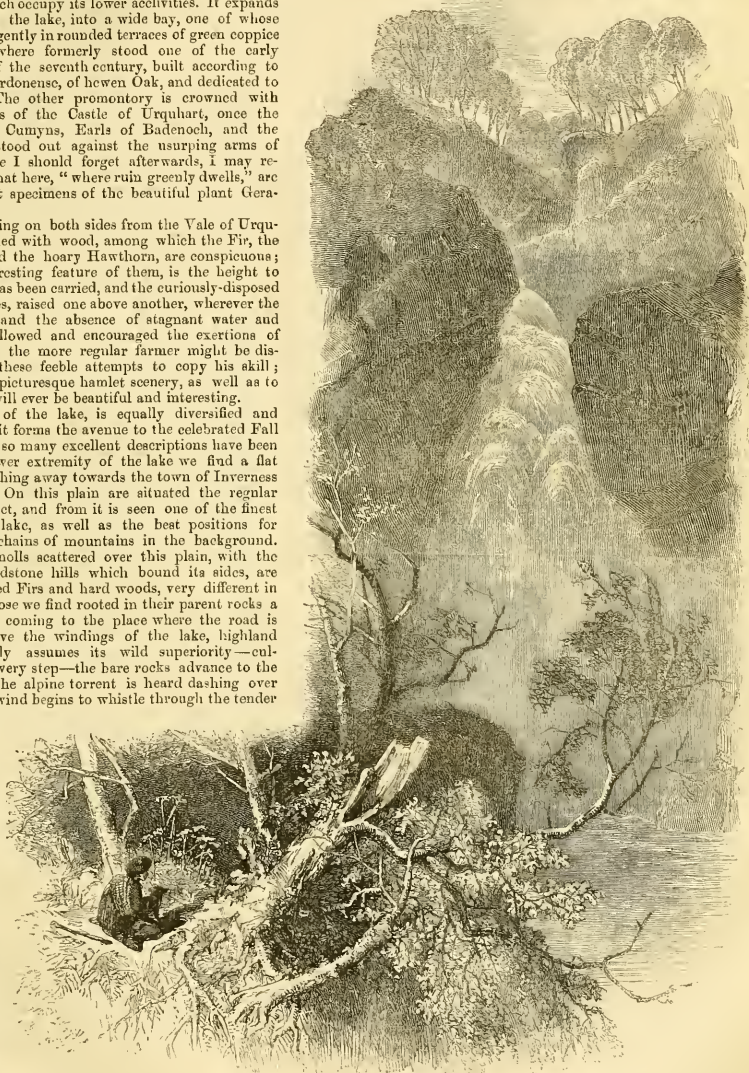 ch occupy its lower acclivities. It expands
the lake, into a wide bay, one of whose
gently in rounded terraces of green coppice
where formerly stood one of the early
f the seventh century, built according to
rdonense, of hewen Oak, and dedicated to
The other promontory is crowned with
s of the Castle of Urquhart, once the
Cumyns, Earls of Badenoch, and the
stood out against the usurping arms of
e I should forget afterwards, I may re-
hat here, “where ruin greenly dwells,” are
t specimens of the beautiful plant Gera-
ing on both sides from the Vale of Urqu-
ed with wood, among which the Fir, the
d the hoary Hawthorn, are conspicuous;
resting feature of them, is the height to
as been carried, and the curiously-disposed
s, raised one above another, wherever the
and the absence of stagnant water and
llowed and encouraged the exertions of
the more regular farmer might be dis-
these feeble attempts to copy his skill;
picturesque hamlet scenery, as well as to
will ever be beautiful and interesting.
of the lake, is equally diversified and
it forms the avenue to the celebrated Fall
so many excellent descriptions have been
wer extremity of the lake we find a flat
ching away towards the town of Inverness
On this plain are situated the regular
ct, and from it is seen one of the finest
lake, as well as the best positions for
chains of mountains in the background.
nolls scattered over this plain, with the
dstone hills which bound its sides, are
ed Firs and hard woods, very different in
ose we find rooted in their parent rocks a
coming to the place where the road is
ve the windings of the lake, highland
ly assumes its wild superiority—cul-
very step—the bare rocks advance to the
he alpine torrent is heard dashing over
wind begins to whistle through the tender